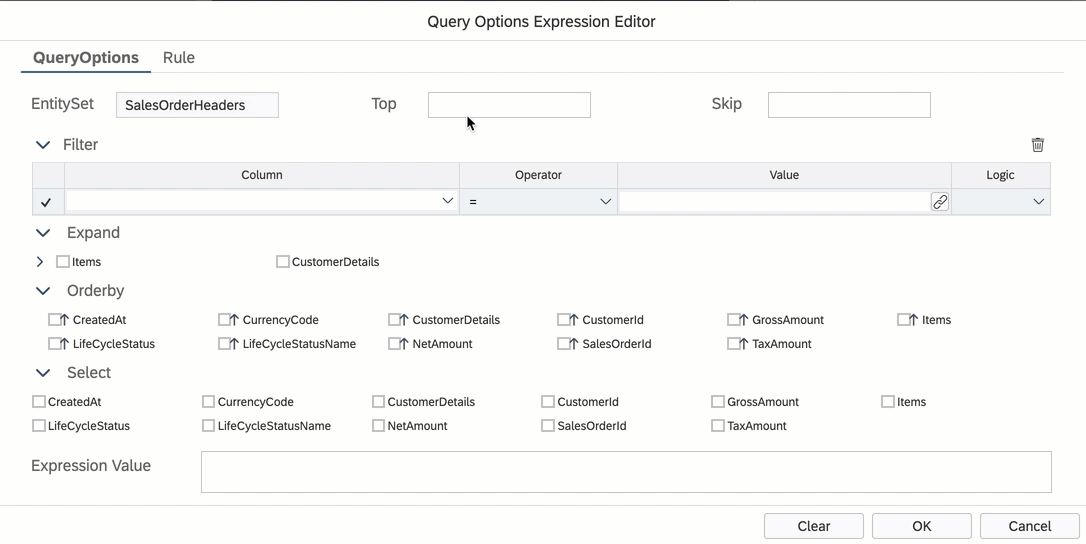 Query Options Expression Editor
QueryOptions Rule
EntitySet SalesOrderHeaders Top Skip
Filter
Column Operator Value Logic
=
Expand
Items CustomerDetails
Orderby
CreatedAt CurrencyCode CustomerDetails CustomerId GrossAmount Items
LifeCycleStatus LifeCycleStatusName NetAmount SalesOrderId TaxAmount
Select
CreatedAt CurrencyCode CustomerDetails CustomerId GrossAmount Items
LifeCycleStatus LifeCycleStatusName NetAmount SalesOrderId TaxAmount
Expression Value
Clear OK Cancel